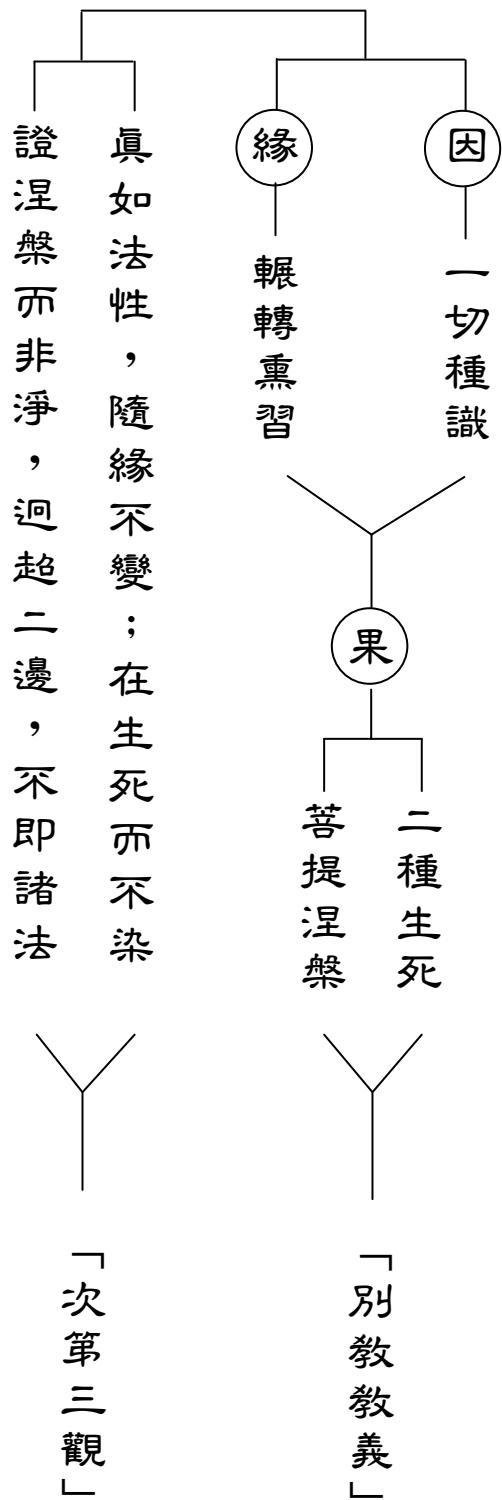 因
一切種識
緣
輾轉熏習
果
二種生死
菩提涅槃
「別教教義」
真如法性，隨緣不變；在生死而不染
證涅槃而非淨，迥超二邊，不即諸法
「次第三觀」